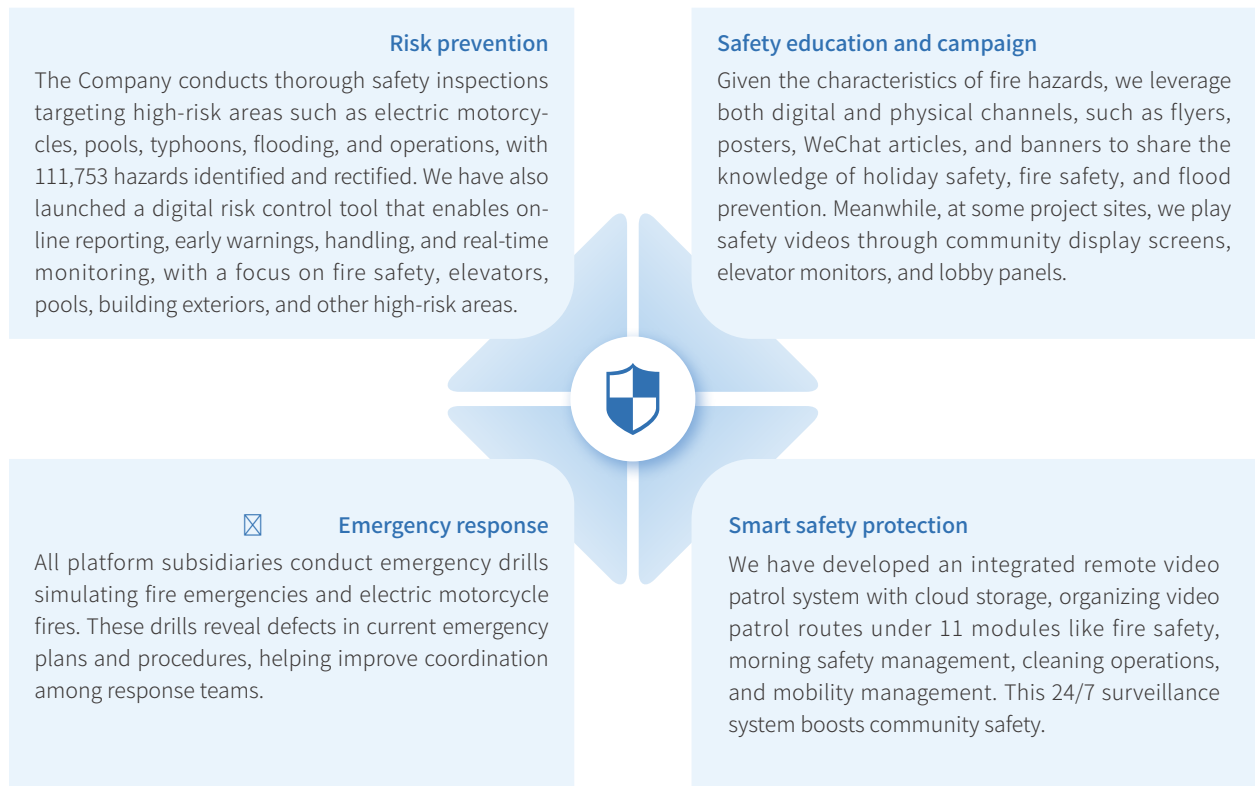 Risk prevention
The Company conducts thorough safety inspections
targeting high-risk areas such as electric motorcy-
cles, pools, typhoons, flooding, and operations, with
111,753 hazards identified and rectified. We have also
launched a digital risk control tool that enables on-
line reporting, early warnings, handling, and real-time
monitoring, with a focus on fire safety, elevators,
pools, building exteriors, and other high-risk areas.
Safety education and campaign
Given the characteristics of fire hazards, we leverage
both digital and physical channels, such as flyers,
posters, WeChat articles, and banners to share the
knowledge of holiday safety, fire safety, and flood
prevention. Meanwhile, at some project sites, we play
safety videos through community display screens,
elevator monitors, and lobby panels.
Emergency response
All platform subsidiaries conduct emergency drills
simulating fire emergencies and electric motorcycle
fires. These drills reveal defects in current emergency
plans and procedures, helping improve coordination
among response teams.
Smart safety protection
We have developed an integrated remote video
patrol system with cloud storage, organizing video
patrol routes under 11 modules like fire safety,
morning safety management, cleaning operations,
and mobility management. This 24/7 surveillance
system boosts community safety.